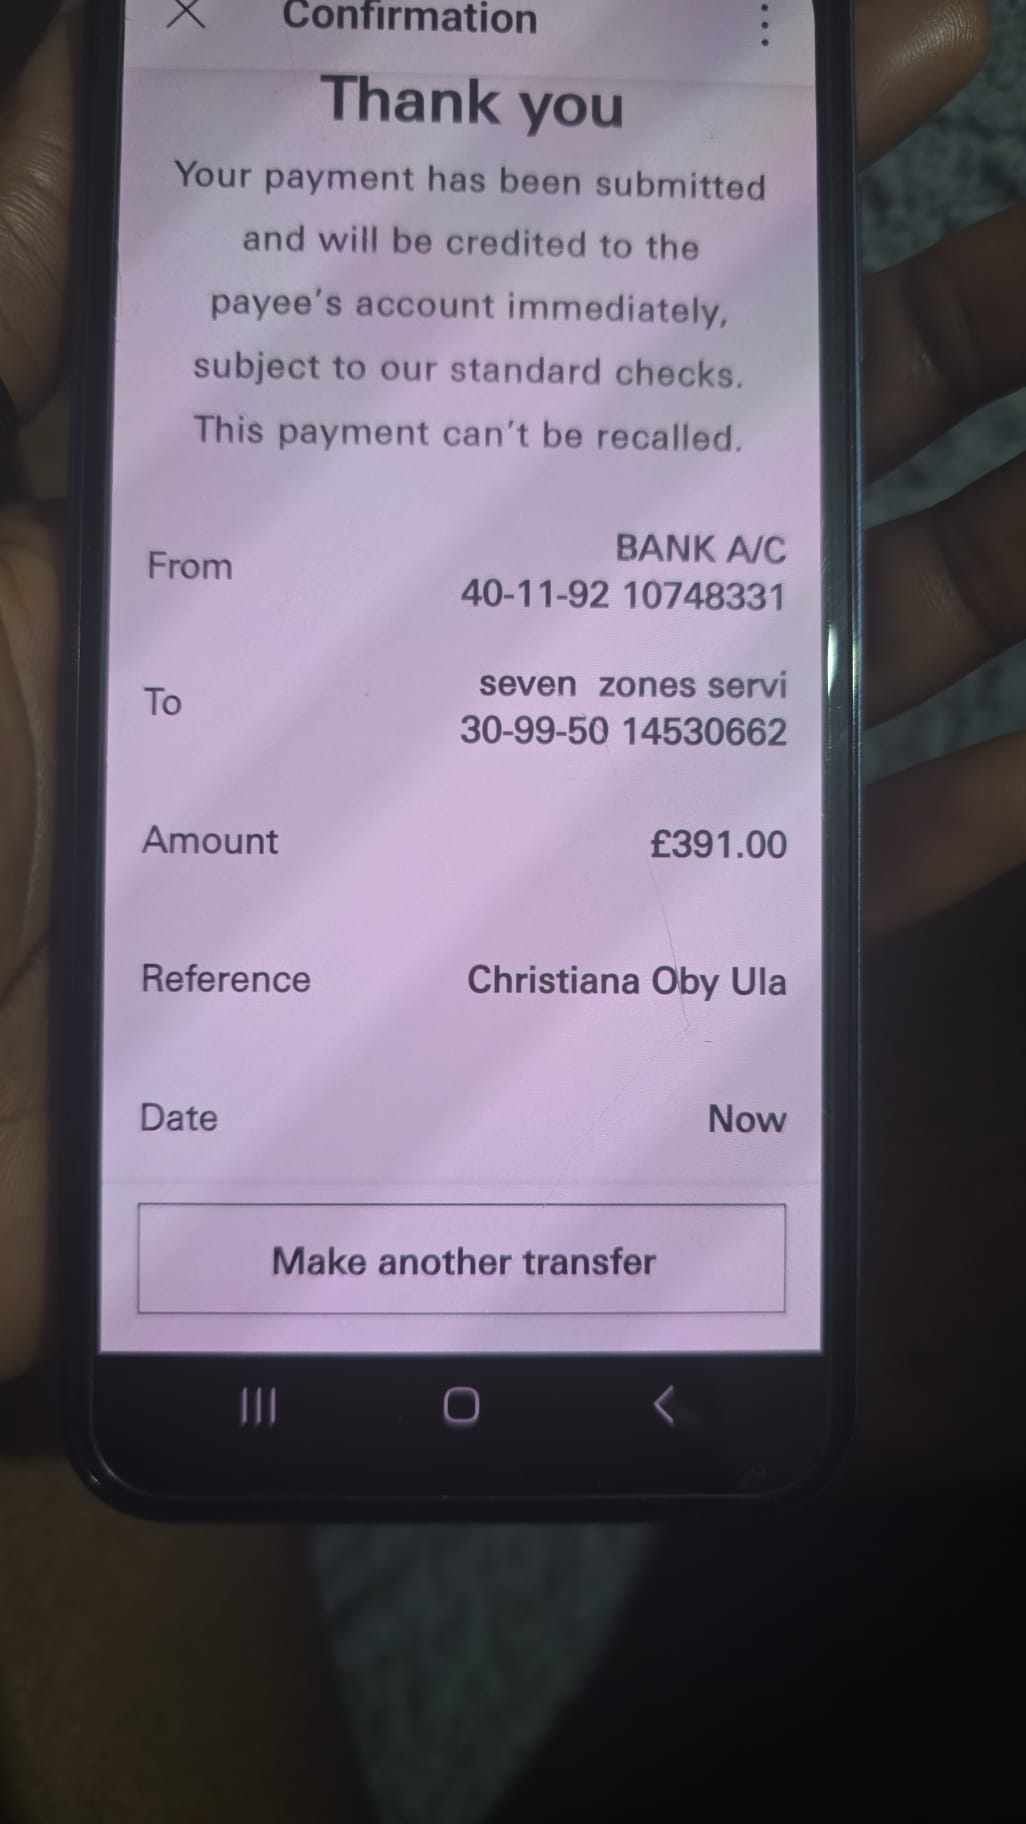 Confirmation
Thank you
Your payment has been submitted
and will be credited to the
payee's account immediately,
subject to our standard checks.
This payment can't be recalled.
From
BANK A/C
40-11-92 10748331
To
seven zones servi
30-99-50 14530662
Amount
£391.00
Reference
Christiana Oby Ula
Date
Now
Make another transfer